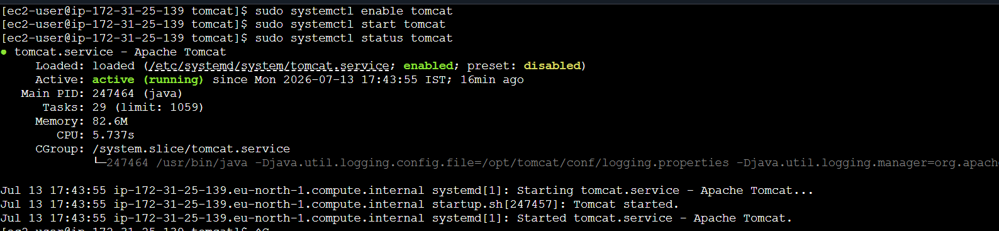 [ec2-user@ip-172-31-25-139 tomcat]$ sudo systemctl enable tomcat
[ec2-user@ip-172-31-25-139 tomcat]$ sudo systemctl start tomcat
[ec2-user@ip-172-31-25-139 tomcat]$ sudo systemctl status tomcat
● tomcat.service - Apache Tomcat
     Loaded: loaded (/etc/systemd/system/tomcat.service; enabled; preset: disabled)
     Active: active (running) since Mon 2026-07-13 17:43:55 IST; 16min ago
   Main PID: 247464 (java)
      Tasks: 29 (limit: 1059)
     Memory: 82.6M
        CPU: 5.737s
     CGroup: /system.slice/tomcat.service
             └─247464 /usr/bin/java -Djava.util.logging.config.file=/opt/tomcat/conf/logging.properties -Djava.util.logging.manager=org.apach
Jul 13 17:43:55 ip-172-31-25-139.eu-north-1.compute.internal systemd[1]: Starting tomcat.service - Apache Tomcat...
Jul 13 17:43:55 ip-172-31-25-139.eu-north-1.compute.internal startup.sh[247457]: Tomcat started.
Jul 13 17:43:55 ip-172-31-25-139.eu-north-1.compute.internal systemd[1]: Started tomcat.service - Apache Tomcat.
[ec2-user@ip-172-31-25-139 tomcat]$ ^C